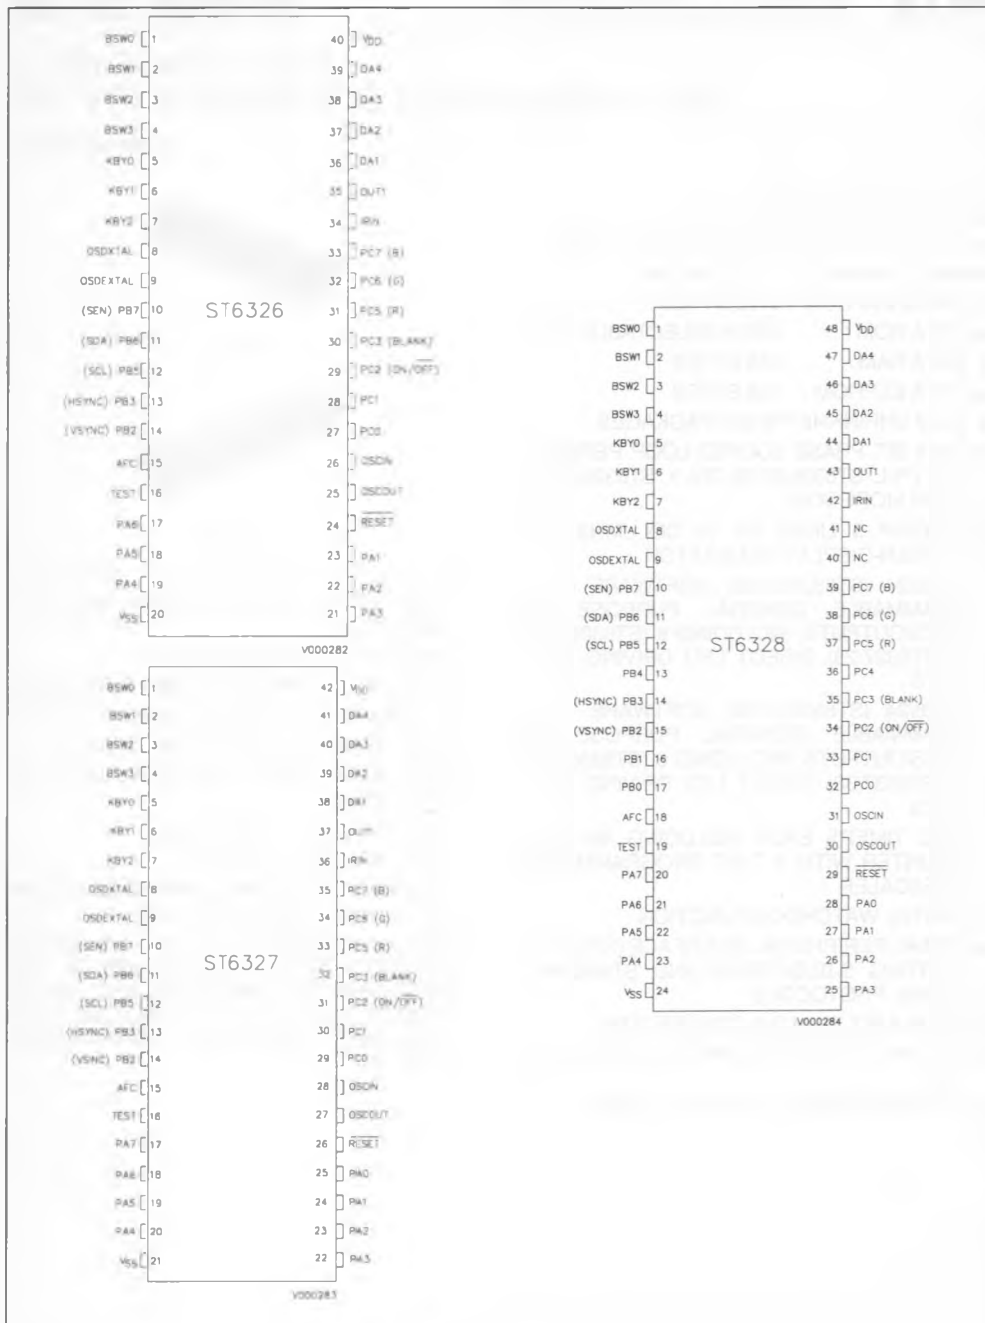 BSW0 1 40 VDD
BSW1 2 39 DA4
BSW2 3 38 DA3
BSW3 4 37 DA2
KBY0 5 36 DA1
KBY1 6 35 OUT1
KBY2 7 34 IRIN
OSDXTAL 8 33 PC7 (B)
OSDEXTAL 9 32 PC6 (G)
(SEN) PB7 10 31 PC5 (R)
ST6326
(SDA) PB6 11 30 PC3 (BLANK)
(SCL) PB5 12 29 PC2 (ON/OFF)
(HSYNC) PB3 13 28 PC1
(VSYNC) PB2 14 27 PC0
AFC 15 26 OSCIN
TEST 16 25 OSCOUT
PA6 17 24 RESET
PA5 18 23 PA1
PA4 19 22 PA2
VSS 20 21 PA3
V000282
BSW0 1 42 VDD
BSW1 2 41 DA4
BSW2 3 40 DA3
BSW3 4 39 DA2
KBY0 5 38 DA1
KBY1 6 37 OUT1
KBY2 7 36 IRIN
OSDXTAL 8 35 PC7 (B)
OSDEXTAL 9 34 PC6 (G)
(SEN) PB7 10 33 PC5 (R)
ST6327
(SDA) PB6 11 32 PC3 (BLANK)
(SCL) PB5 12 31 PC2 (ON/OFF)
(HSYNC) PB3 13 30 PC1
(VSYNC) PB2 14 29 PC0
AFC 15 28 OSCIN
TEST 16 27 OSCOUT
PA7 17 26 RESET
PA6 18 25 PA0
PA5 19 24 PA1
PA4 20 23 PA2
VSS 21 22 PA3
V000283
BSW0 1 48 VDD
BSW1 2 47 DA4
BSW2 3 46 DA3
BSW3 4 45 DA2
KBY0 5 44 DA1
KBY1 6 43 OUT1
KBY2 7 42 IRIN
OSDXTAL 8 41 NC
OSDEXTAL 9 40 NC
(SEN) PB7 10 39 PC7 (B)
(SDA) PB6 11 38 PC6 (G)
(SCL) PB5 12 37 PC5 (R)
ST6328
PB4 13 36 PC4
(HSYNC) PB3 14 35 PC3 (BLANK)
(VSYNC) PB2 15 34 PC2 (ON/OFF)
PB1 16 33 PC1
PB0 17 32 PC0
AFC 18 31 OSCIN
TEST 19 30 OSCOUT
PA7 20 29 RESET
PA6 21 28 PA0
PA5 22 27 PA1
PA4 23 26 PA2
VSS 24 25 PA3
V000284